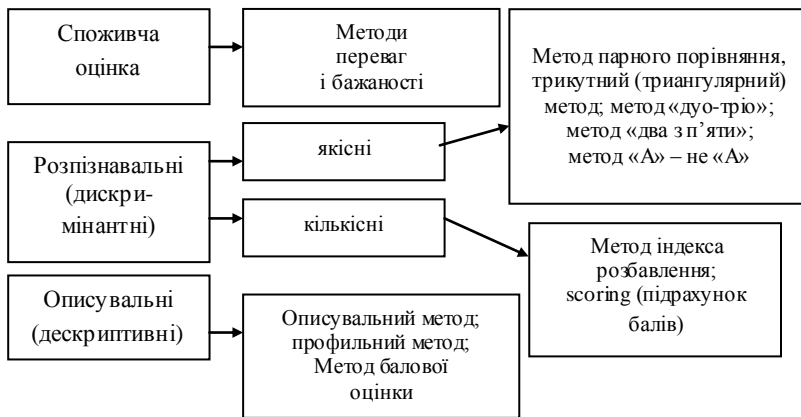 Споживча
оцінка
Методи
переваг
і бажаності
Метод парного порівняння,
трикутний (триангулярний)
метод; метод «дуо-тріо»;
метод «два з п’яти»;
метод «А» – не «А»
Розпізнавальні
(дискри-
мінантні)
якісні
кількісні
Метод індекса
розбавлення;
scoring (підрахунок
балів)
Описувальні
(дескриптивні)
Описувальний метод;
профильний метод;
Метод балової
оцінки